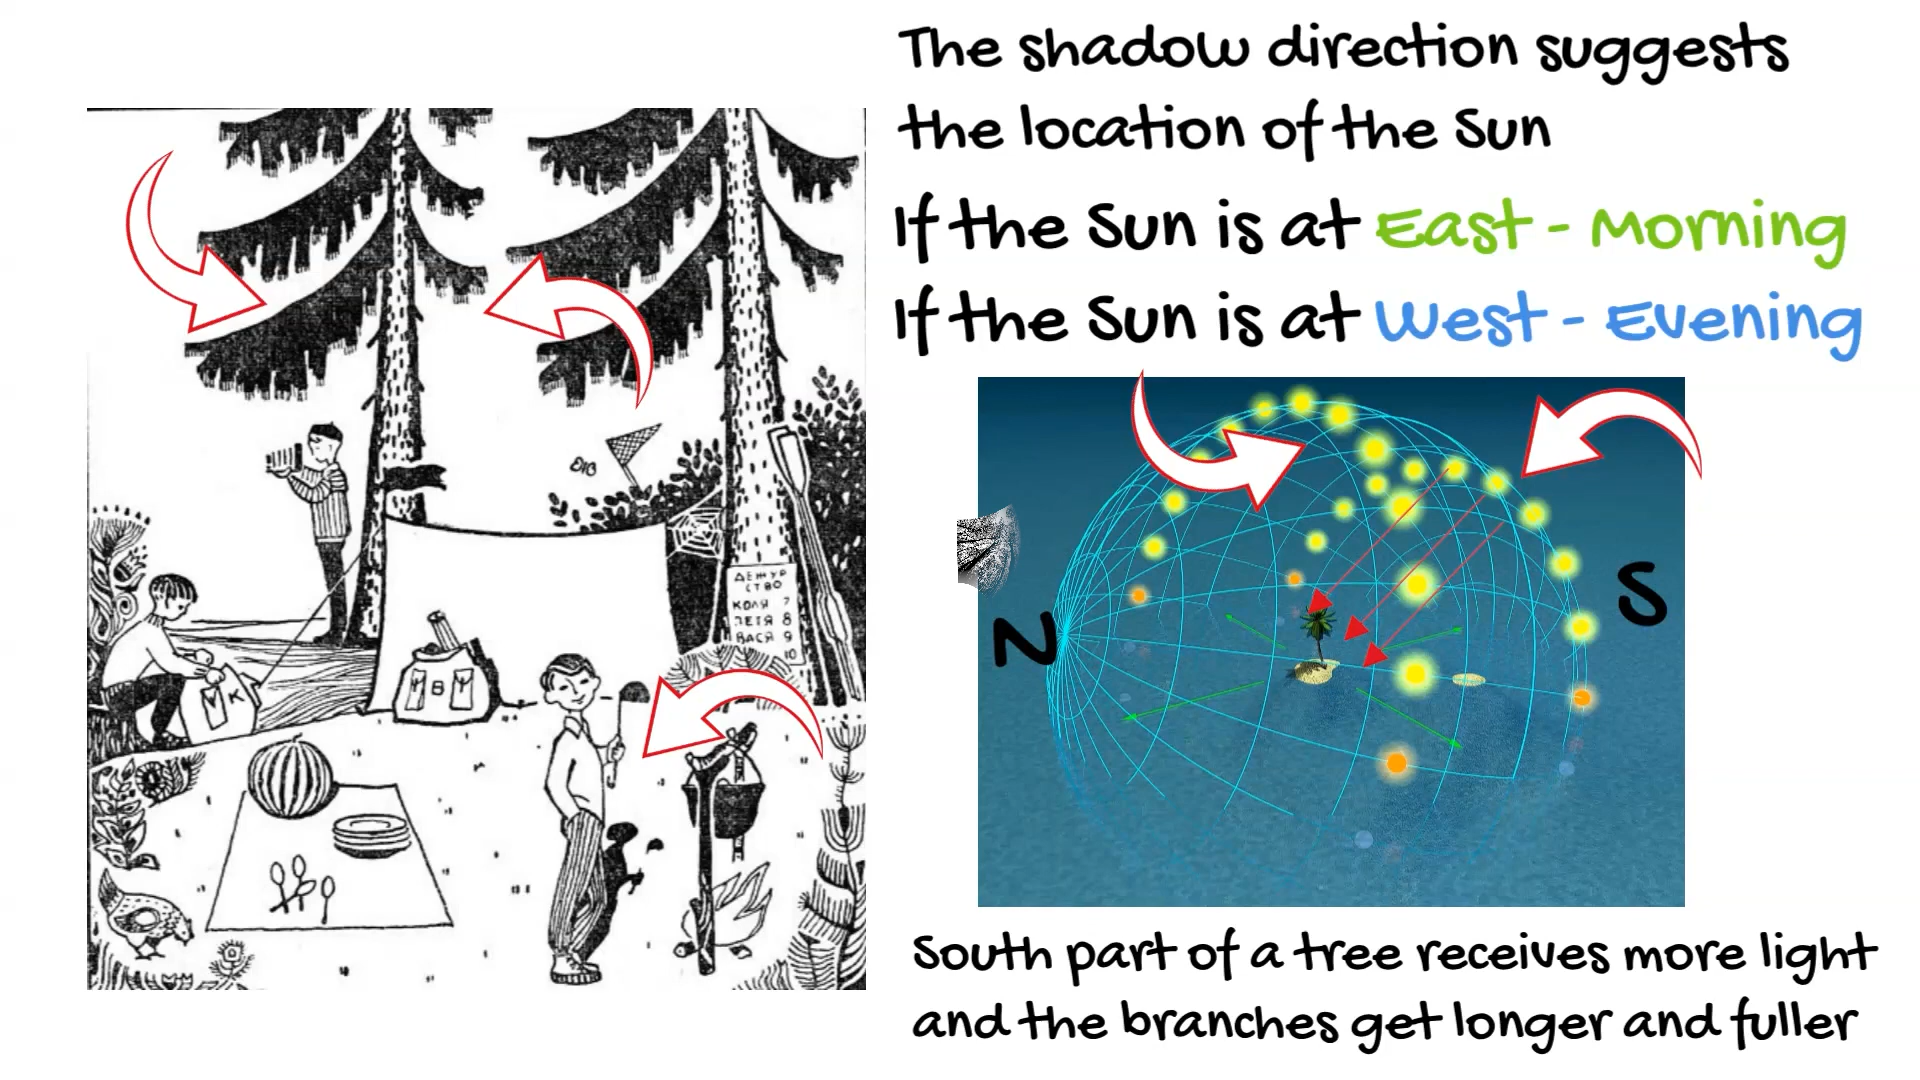 The shadow direction suggests
the location of the Sun
If the Sun is at East - Morning
If the Sun is at West - Evening
ДЕЖУР
СТВО
КОЛЯ 7
ПЕТЯ 8
ВАСЯ 9
10
К
В
N
S
South part of a tree receives more light
and the branches get longer and fuller